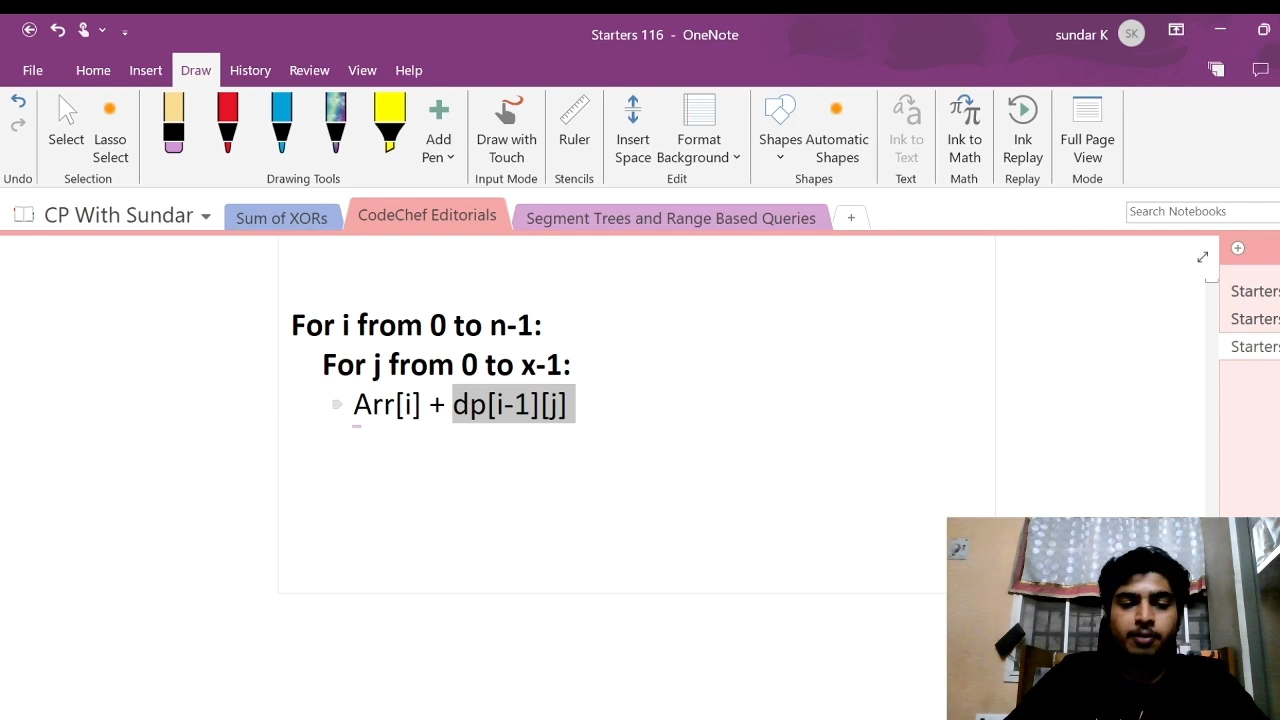 Starters 116 - OneNote
sundar K
SK
File
Home
Insert
Draw
History
Review
View
Help
Select
Lasso
Select
Add
Pen
Draw with
Touch
Ruler
Insert
Space
Format
Background
Shapes
Automatic
Shapes
Ink to
Text
Ink to
Math
Ink
Replay
Full Page
View
Undo
Selection
Drawing Tools
Input Mode
Stencils
Edit
Shapes
Text
Math
Replay
Mode
CP With Sundar
Sum of XORs
CodeChef Editorials
Segment Trees and Range Based Queries
Search Notebooks
For i from 0 to n-1:
For j from 0 to x-1:
Arr[i] + dp[i-1][j]
Starters
Starters
Starters